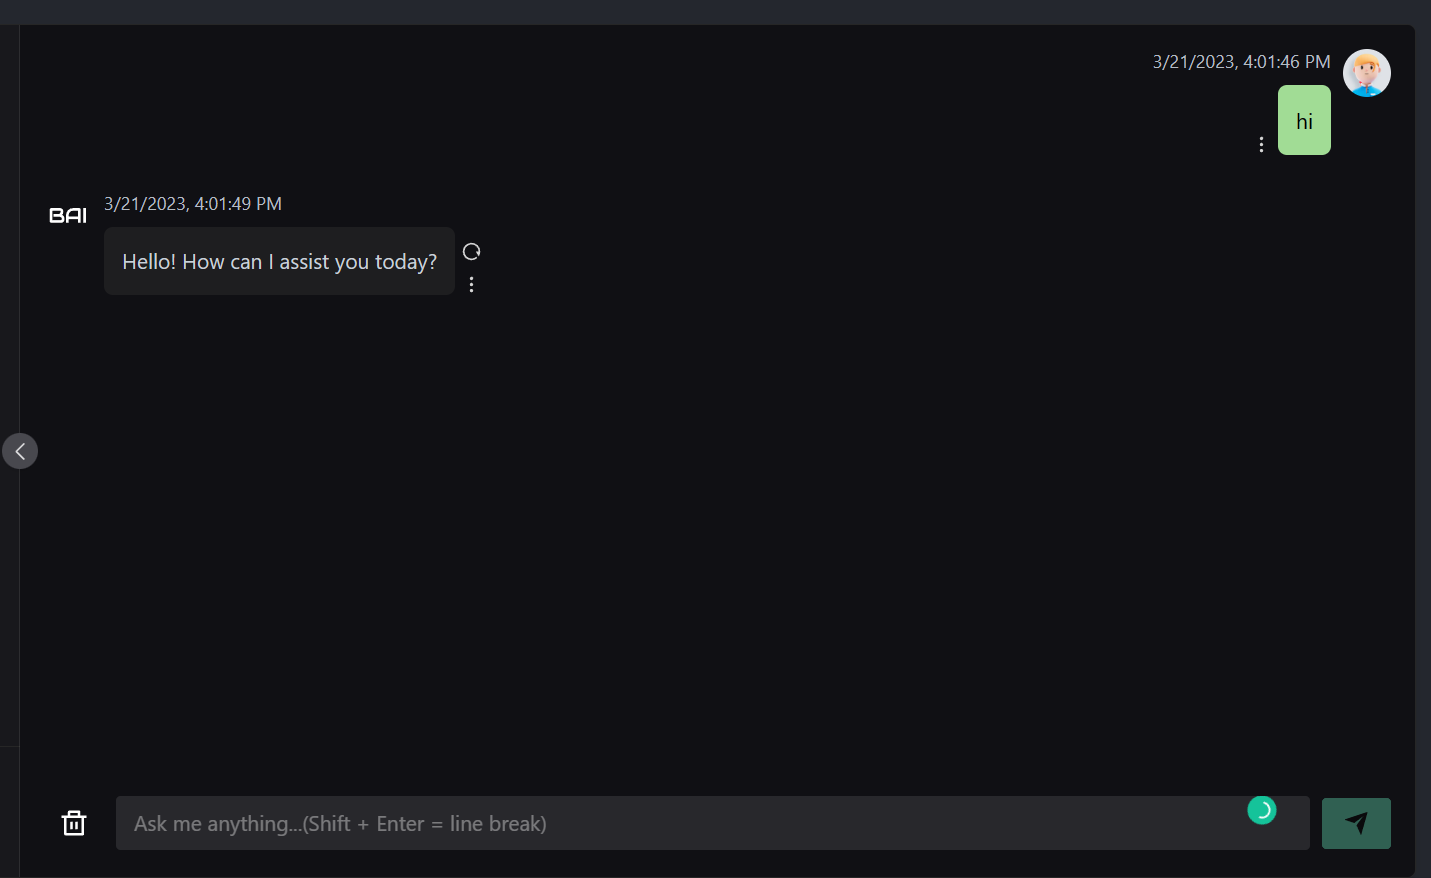 3/21/2023, 4:01:46 PM
hi
BAI
3/21/2023, 4:01:49 PM
Hello! How can I assist you today?
Ask me anything...(Shift + Enter = line break)